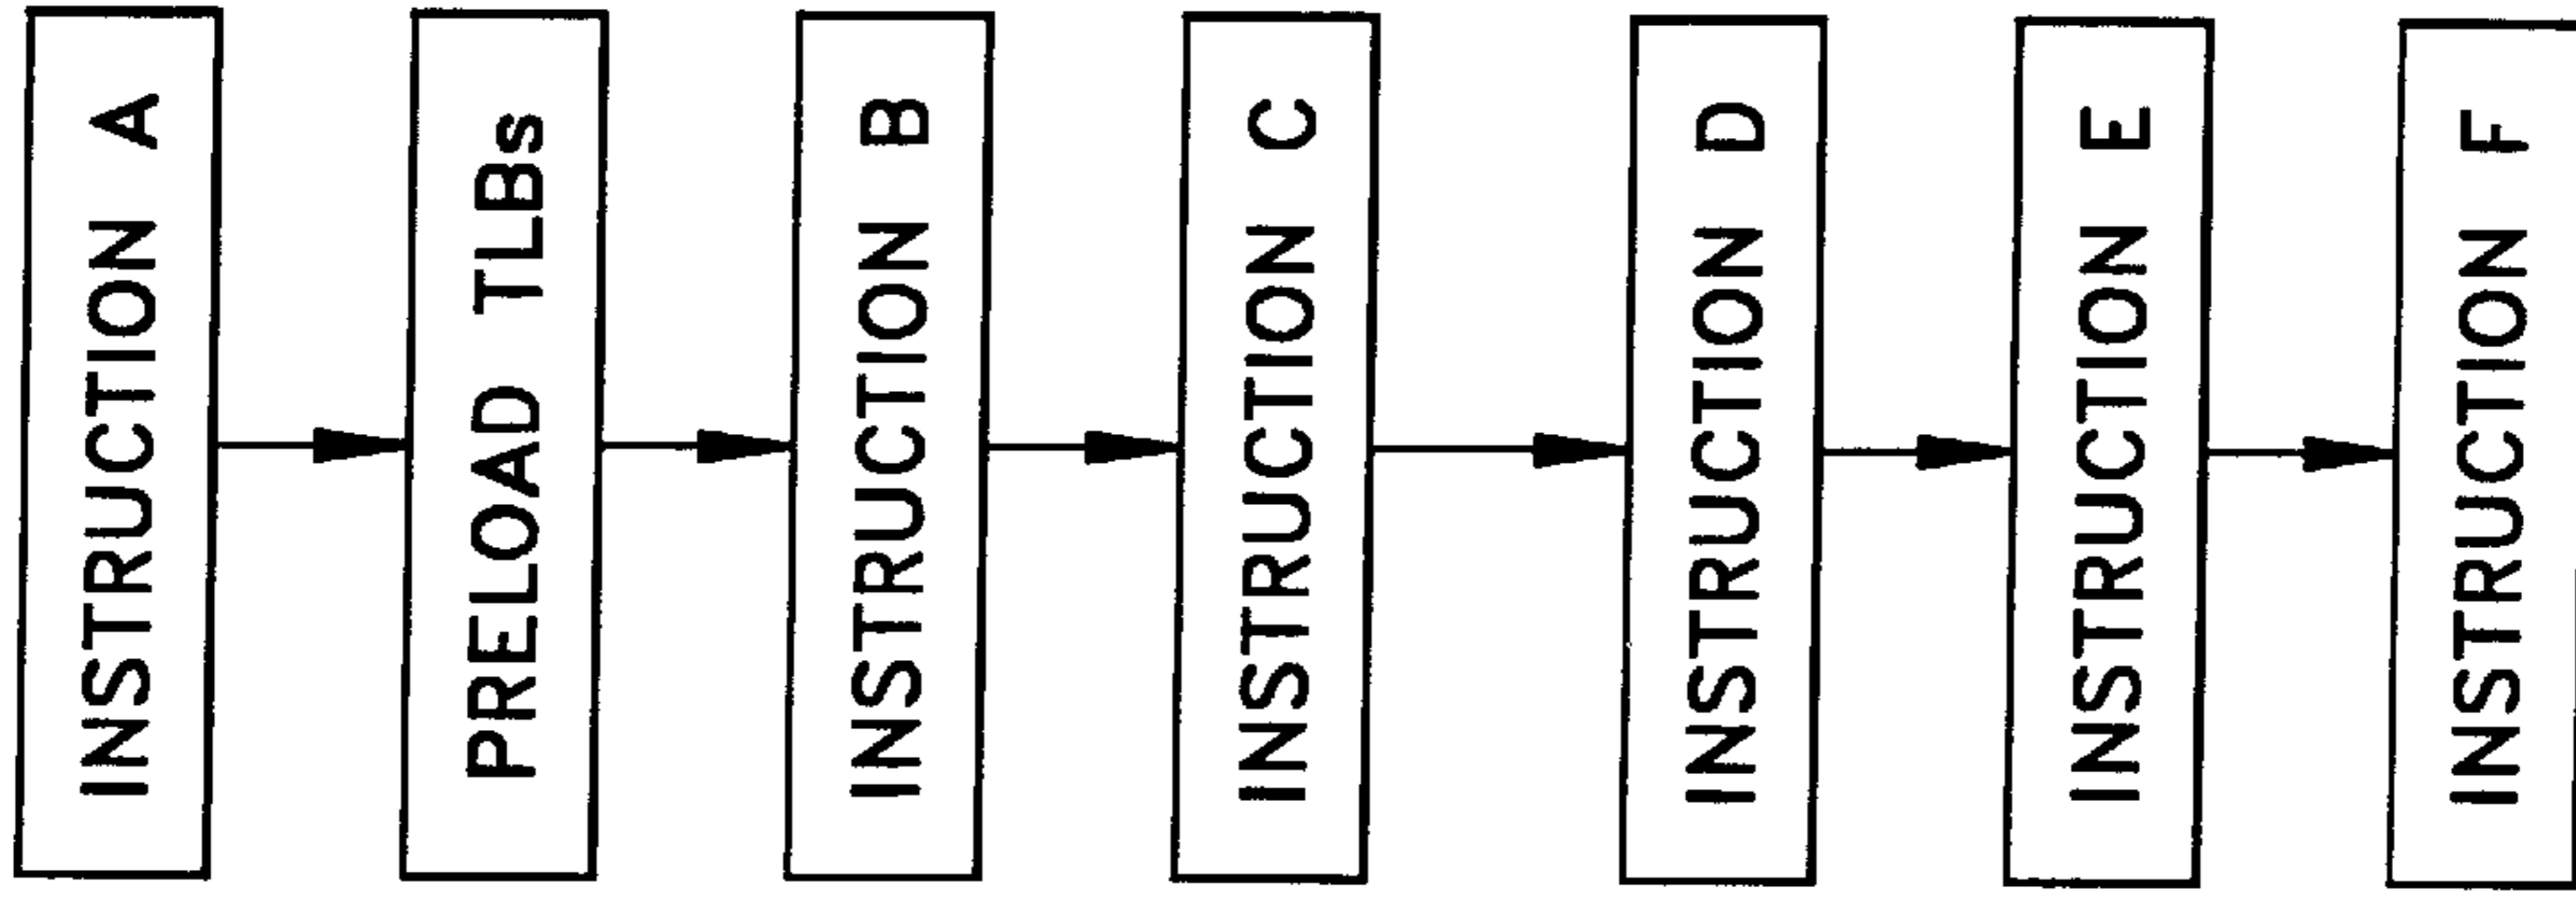 INSTRUCTION A
PRELOAD TLBs
INSTRUCTION B
INSTRUCTION C
INSTRUCTION D
INSTRUCTION E
INSTRUCTION F